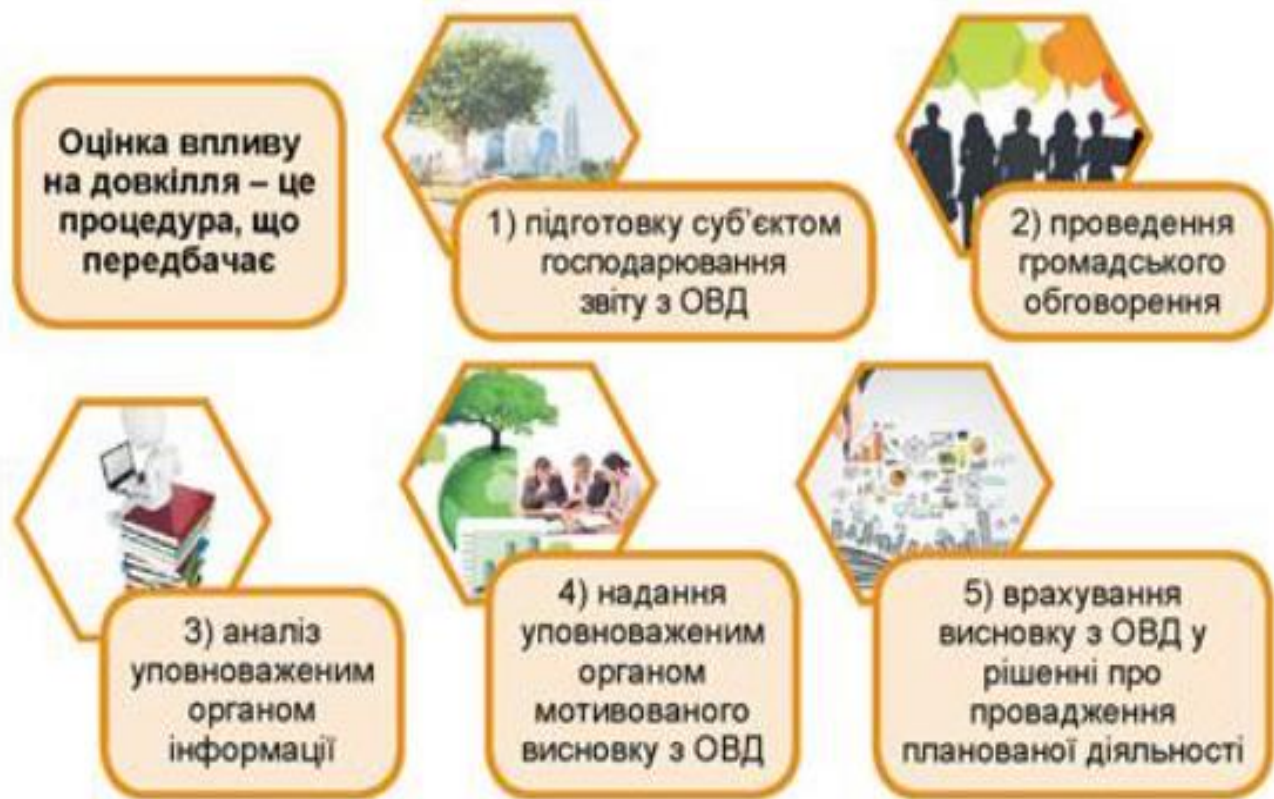 Оцінка впливу
на довкілля – це
процедура, що
передбачає
1) підготовку суб'єктом
господарювання
звіту з ОВД
2) проведення
громадського
обговорення
3) аналіз
уповноваженим
органом
інформації
4) надання
уповноваженим
органом
мотивованого
висновку з ОВД
5) врахування
висновку з ОВД у
рішенні про
провадження
планованої діяльності